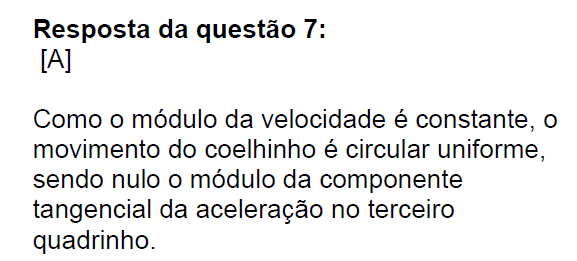 Resposta da questão 7:
[A]
Como o módulo da velocidade é constante, o
movimento do coelhinho é circular uniforme,
sendo nulo o módulo da componente
tangencial da aceleração no terceiro
quadrinho.